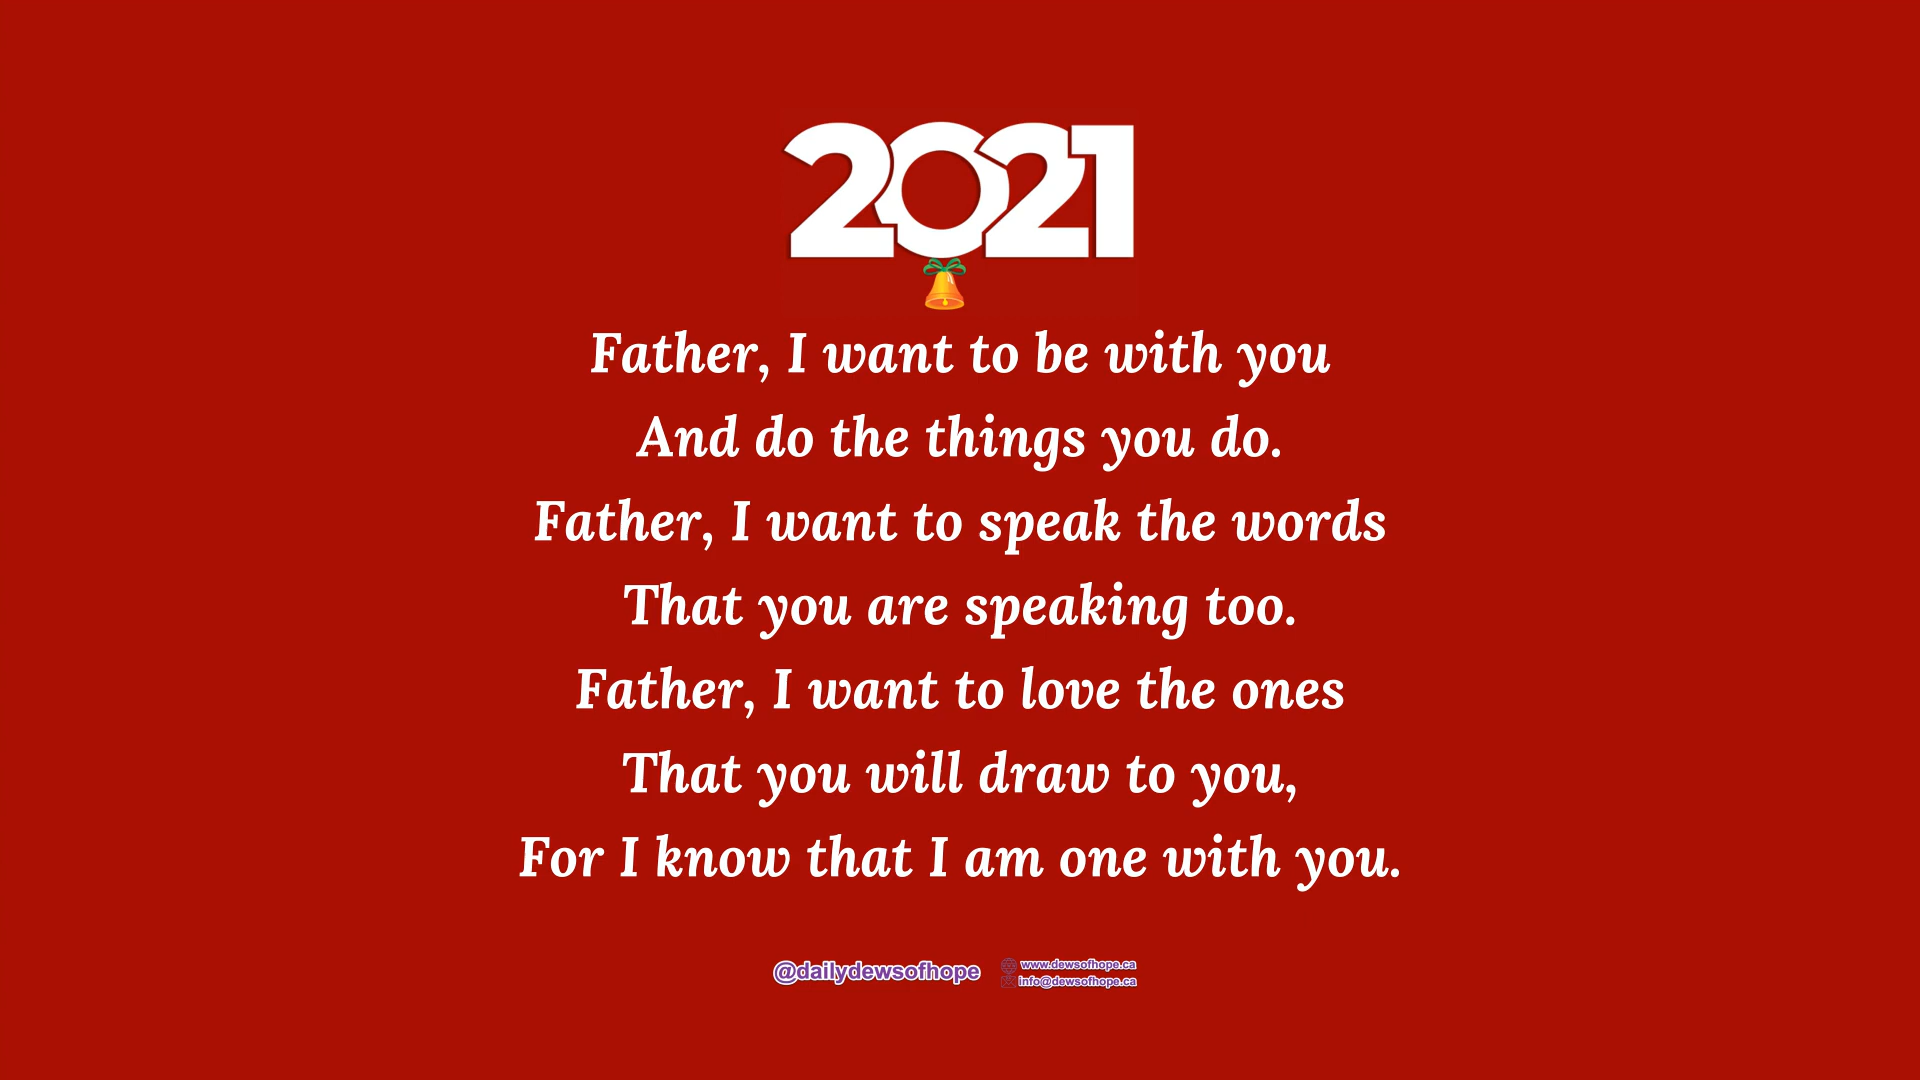 2021
Father, I want to be with you
And do the things you do.
Father, I want to speak the words
That you are speaking too.
Father, I want to love the ones
That you will draw to you,
For I know that I am one with you.
@dailydewsofhope
www.dewsofhope.ca
info@dewsofhope.ca